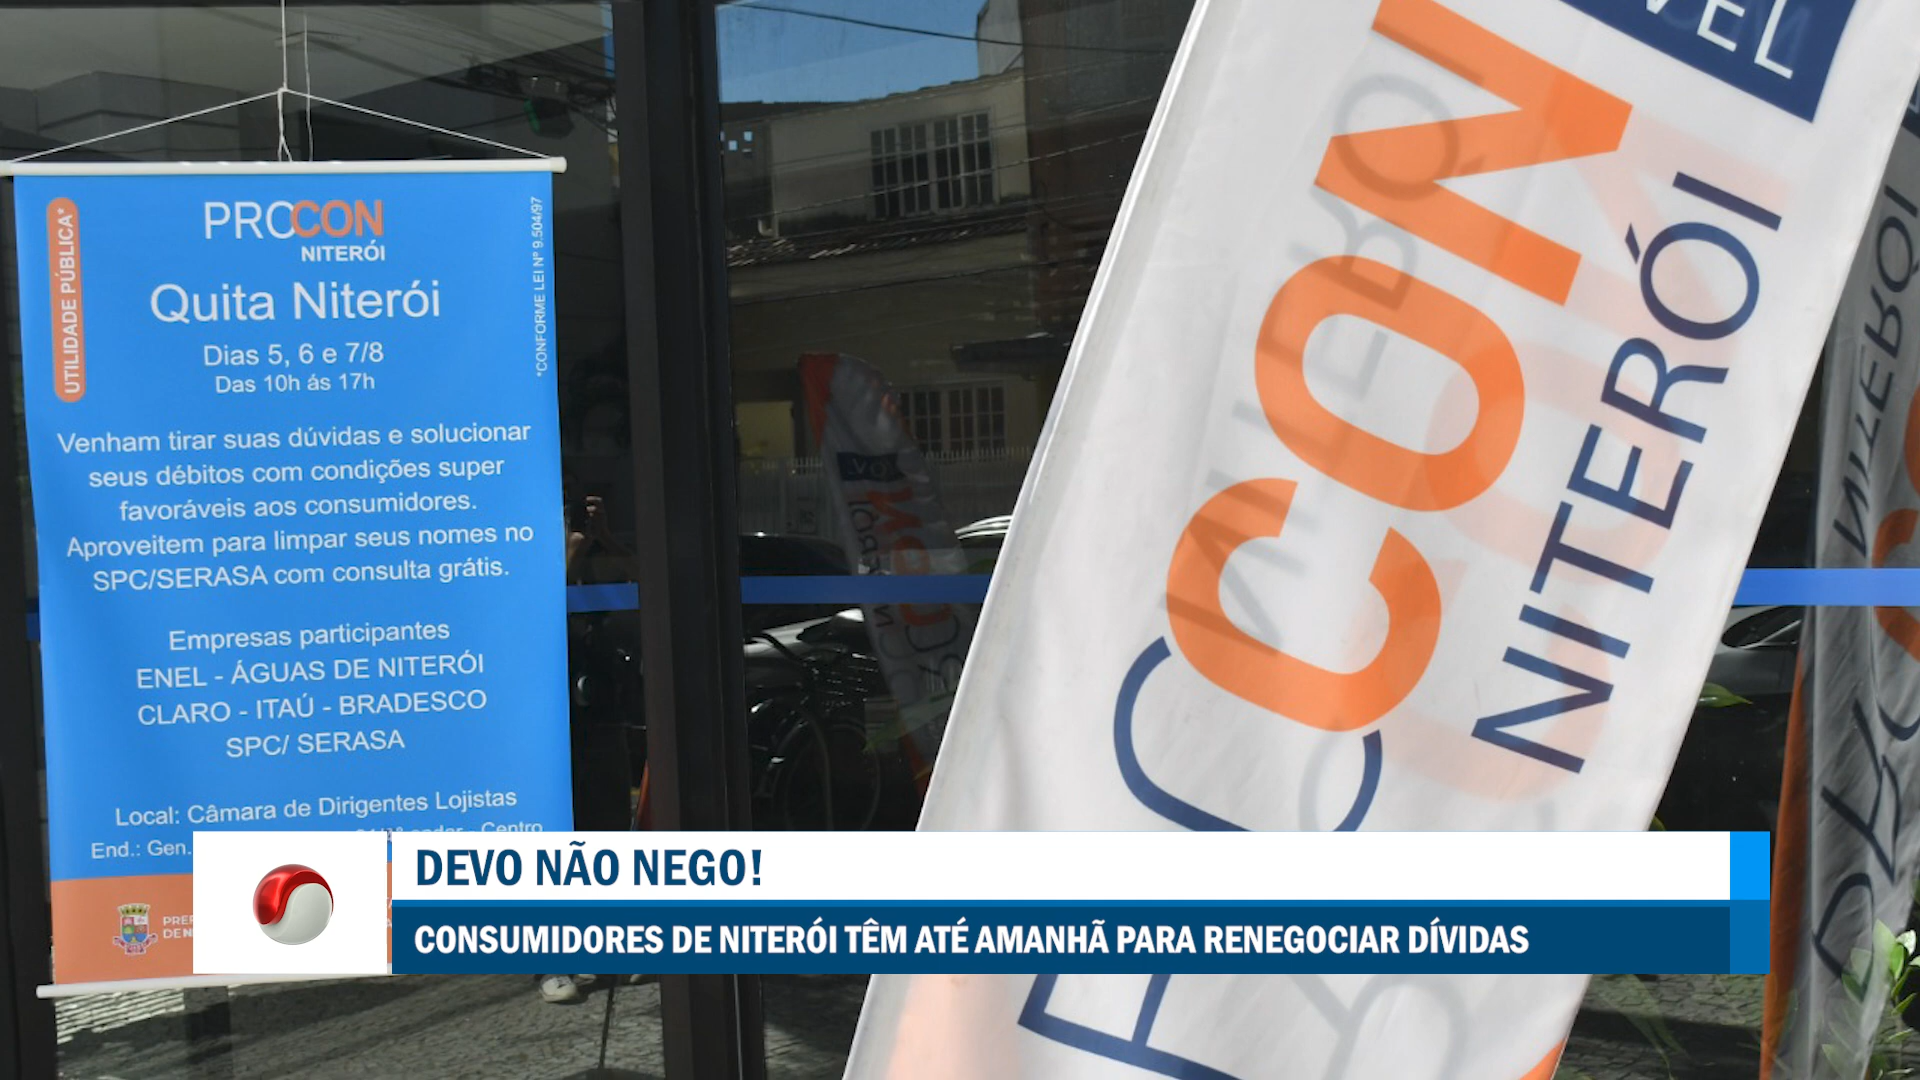 UTILIDADE PÚBLICA*
PROCON
NITERÓI
*CONFORME LEI Nº 9.504/97
Quita Niterói
Dias 5, 6 e 7/8
Das 10h ás 17h
Venham tirar suas dúvidas e solucionar
seus débitos com condições super
favoráveis aos consumidores.
Aproveitem para limpar seus nomes no
SPC/SERASA com consulta grátis.
Empresas participantes
ENEL - ÁGUAS DE NITERÓI
CLARO - ITAÚ - BRADESCO
SPC/ SERASA
Local: Câmara de Dirigentes Lojistas
End.: Gen.
Centro
CON
NITERÓI
DEVO NÃO NEGO!
CONSUMIDORES DE NITERÓI TÊM ATÉ AMANHÃ PARA RENEGOCIAR DÍVIDAS